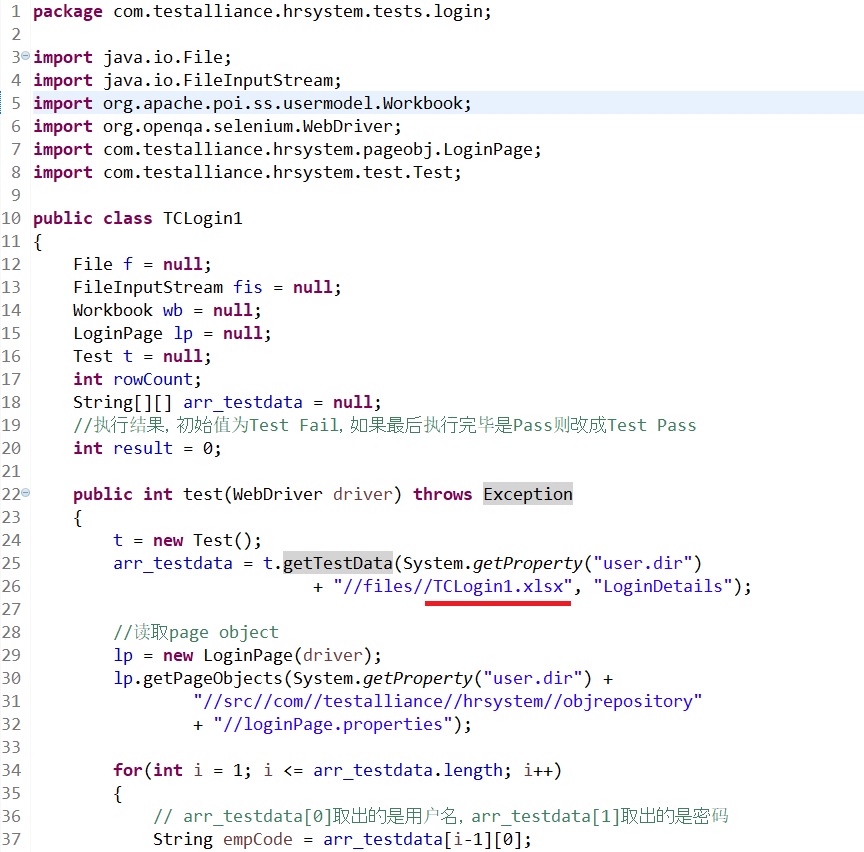 1 package com.testalliance.hrsystem.tests.login;
2
3 import java.io.File;
4 import java.io.FileInputStream;
5 import org.apache.poi.ss.usermodel.Workbook;
6 import org.openqa.selenium.WebDriver;
7 import com.testalliance.hrsystem.pageobj.LoginPage;
8 import com.testalliance.hrsystem.test.Test;
9
10 public class TCLogin1
11 {
12     File f = null;
13     FileInputStream fis = null;
14     Workbook wb = null;
15     LoginPage lp = null;
16     Test t = null;
17     int rowCount;
18     String[][] arr_testdata = null;
19     //执行结果, 初始值为Test Fail, 如果最后执行完毕是Pass则改成Test Pass
20     int result = 0;
21
22     public int test(WebDriver driver) throws Exception
23     {
24         t = new Test();
25         arr_testdata = t.getTestData(System.getProperty("user.dir")
26                             + "//files//TCLogin1.xlsx", "LoginDetails");
27
28         //读取page object
29         lp = new LoginPage(driver);
30         lp.getPageObjects(System.getProperty("user.dir") +
31                 "//src//com//testalliance//hrsystem//objrepository"
32                 + "//loginPage.properties");
33
34         for(int i = 1; i <= arr_testdata.length; i++)
35         {
36             // arr_testdata[0]取出的是用户名, arr_testdata[1]取出的是密码
37             String empCode = arr_testdata[i-1][0];